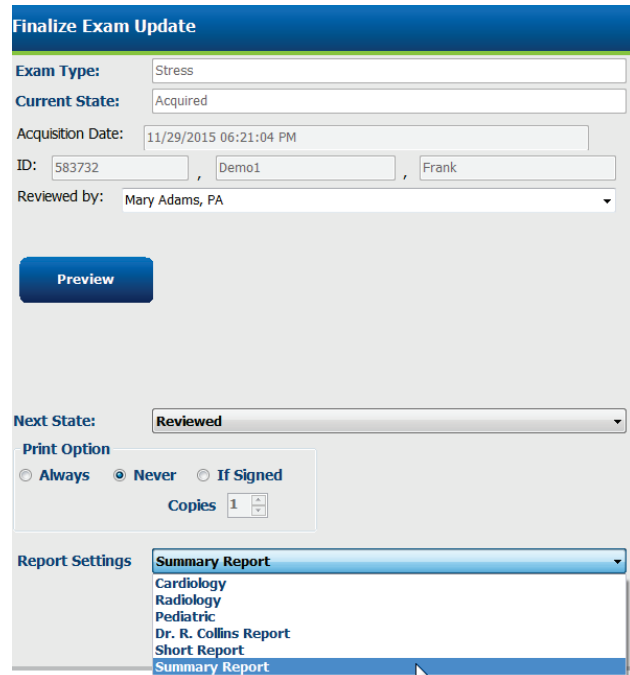 Finalize Exam Update
Exam Type: Stress
Current State: Acquired
Acquisition Date: 11/29/2015 06:21:04 PM
ID: 583732 , Demo1 , Frank
Reviewed by: Mary Adams, PA
Preview
Next State: Reviewed
Print Option
Always Never If Signed
Copies 1
Report Settings Summary Report
Cardiology
Radiology
Pediatric
Dr. R. Collins Report
Short Report
Summary Report